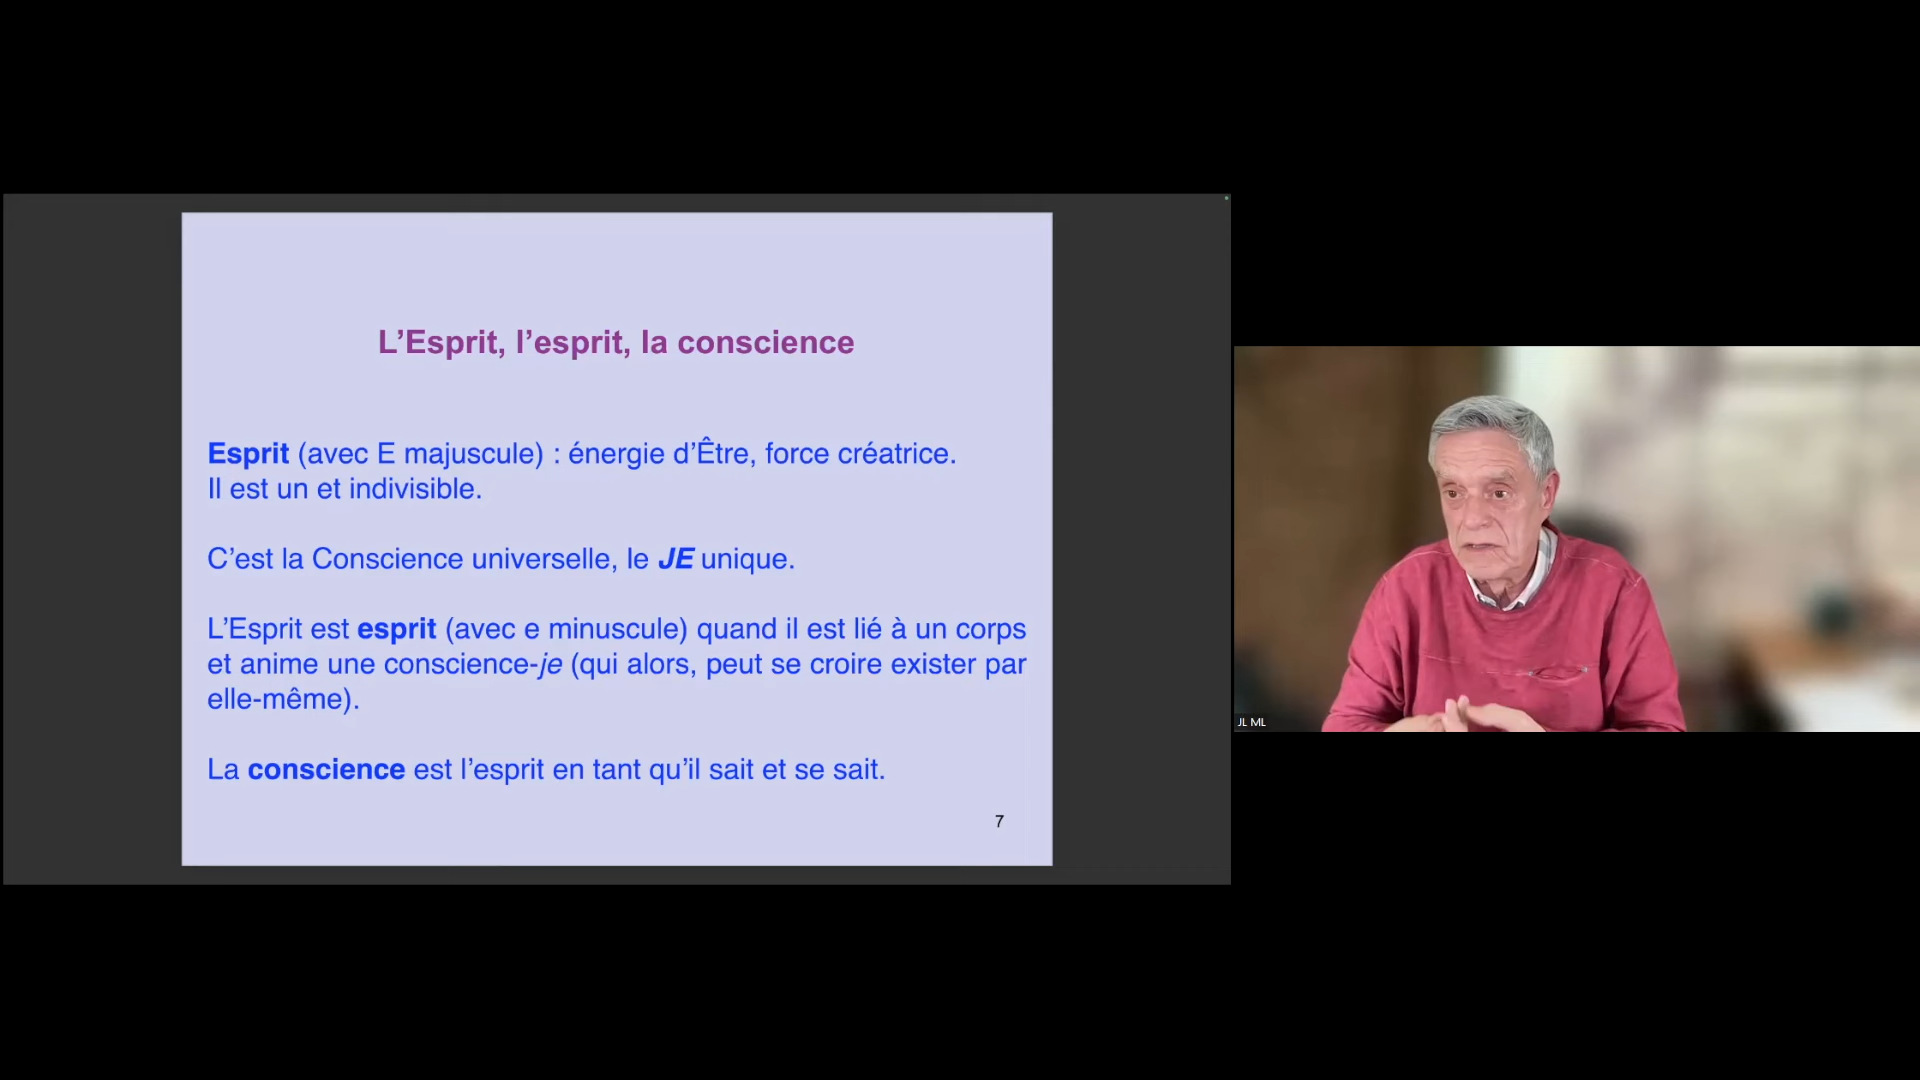 L’Esprit, l’esprit, la conscience
Esprit (avec E majuscule) : énergie d’Être, force créatrice.
Il est un et indivisible.
C’est la Conscience universelle, le JE unique.
L’Esprit est esprit (avec e minuscule) quand il est lié à un corps
et anime une conscience-je (qui alors, peut se croire exister par
elle-même).
La conscience est l’esprit en tant qu’il sait et se sait.
7
JL ML